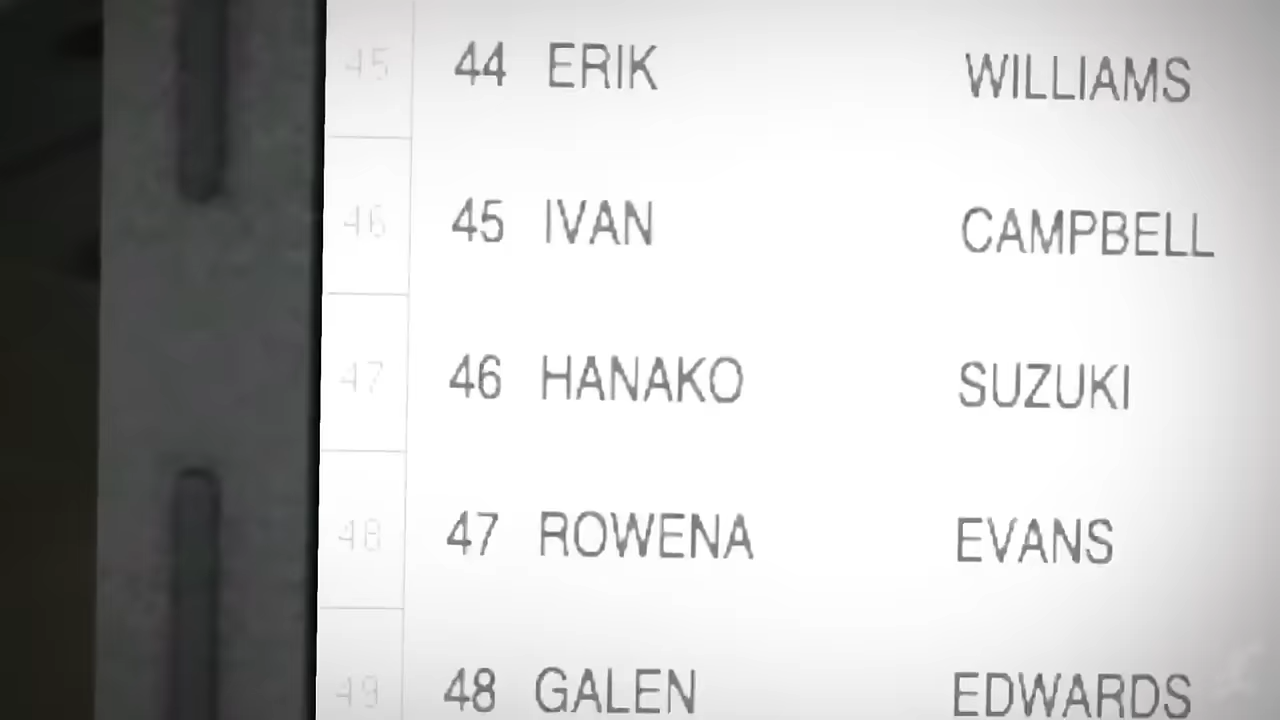 45 44 ERIK WILLIAMS
46 45 IVAN CAMPBELL
47 46 HANAKO SUZUKI
48 47 ROWENA EVANS
49 48 GALEN EDWARDS